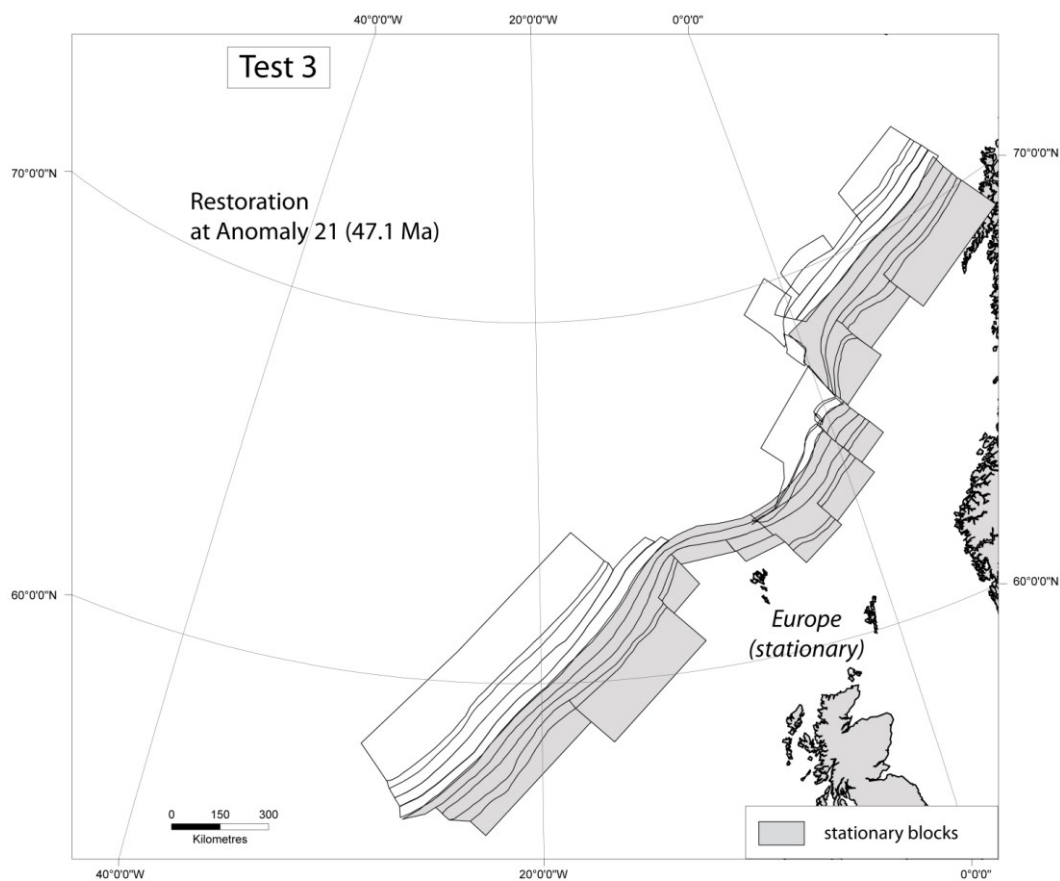 40°0'0"W
20°0'0"W
0°0'0"
Test 3
70°0'0"N
70°0'0"N
Restoration
at Anomaly 21 (47.1 Ma)
60°0'0"N
60°0'0"N
Europe
(stationary)
0 150 300
Kilometres
stationary blocks
40°0'0"W
20°0'0"W
0°0'0"